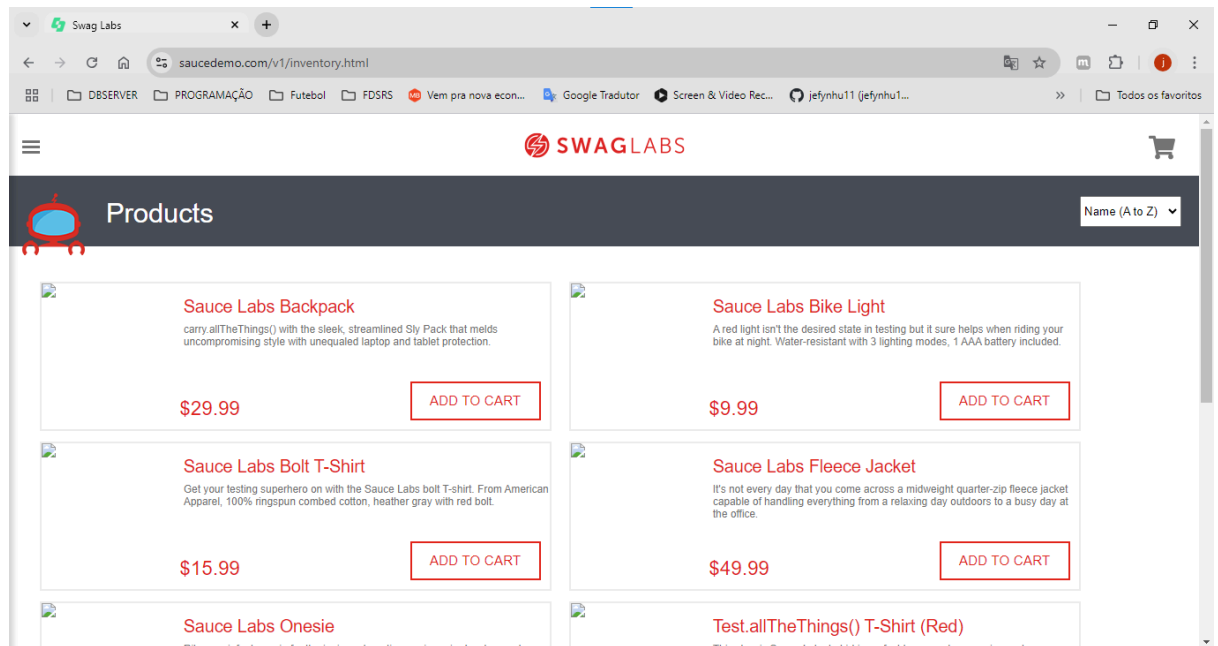 Swag Labs
saucedemo.com/v1/inventory.html
DBSERVER PROGRAMAÇÃO Futebol FDSRS Vem pra nova econ... Google Tradutor Screen & Video Rec... jefynhu11 (jefynhu1... Todos os favoritos
SWAGLABS
Products
Name (A to Z)
Sauce Labs Backpack
carry.allTheThings() with the sleek, streamlined Sly Pack that melds
uncompromising style with unequaled laptop and tablet protection.
$29.99
ADD TO CART
Sauce Labs Bike Light
A red light isn't the desired state in testing but it sure helps when riding your
bike at night. Water-resistant with 3 lighting modes, 1 AAA battery included.
$9.99
ADD TO CART
Sauce Labs Bolt T-Shirt
Get your testing superhero on with the Sauce Labs bolt T-shirt. From American
Apparel, 100% ringspun combed cotton, heather gray with red bolt.
$15.99
ADD TO CART
Sauce Labs Fleece Jacket
It's not every day that you come across a midweight quarter-zip fleece jacket
capable of handling everything from a relaxing day outdoors to a busy day at
the office.
$49.99
ADD TO CART
Sauce Labs Onesie
Test.allTheThings() T-Shirt (Red)